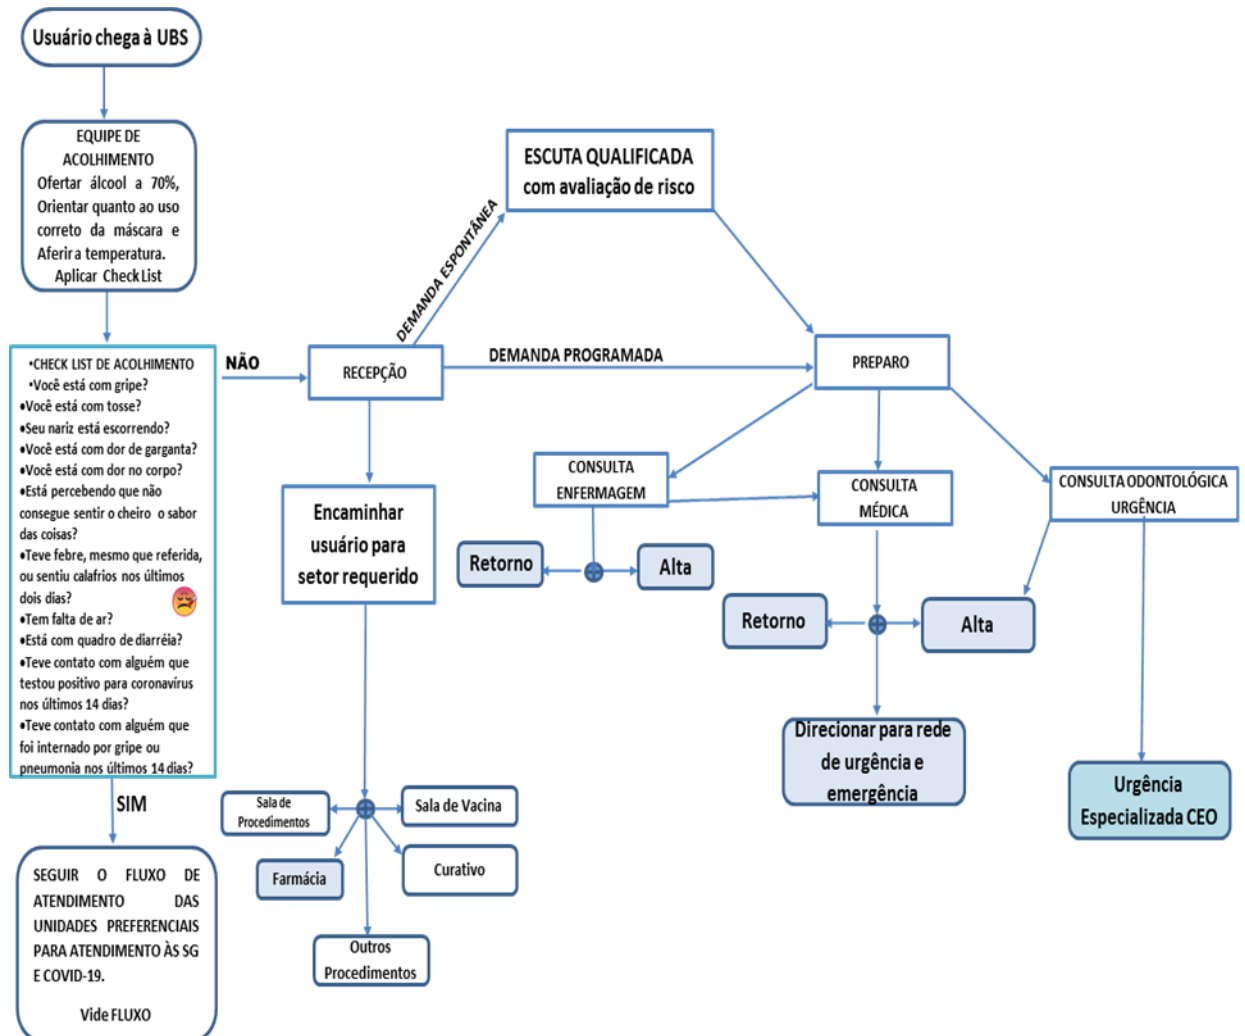 Usuário chega à UBS
EQUIPE DE
ACOLHIMENTO
Ofertar álcool a 70%,
Orientar quanto ao uso
correto da máscara e
Aferir a temperatura.
Aplicar Check List
•CHECK LIST DE ACOLHIMENTO
•Você está com gripe?
•Você está com tosse?
•Seu nariz está escorrendo?
•Você está com dor de garganta?
•Você está com dor no corpo?
•Está percebendo que não
consegue sentir o cheiro o sabor
das coisas?
•Teve febre, mesmo que referida,
ou sentiu calafrios nos últimos
dois dias?
•Tem falta de ar?
•Está com quadro de diarréia?
•Teve contato com alguém que
testou positivo para coronavírus
nos últimos 14 dias?
•Teve contato com alguém que
foi internado por gripe ou
pneumonia nos últimos 14 dias?
SIM
SEGUIR O FLUXO DE
ATENDIMENTO DAS
UNIDADES PREFERENCIAIS
PARA ATENDIMENTO ÀS SG
E COVID-19.
Vide FLUXO
NÃO
RECEPÇÃO
DEMANDA ESPONTÂNEA
ESCUTA QUALIFICADA
com avaliação de risco
DEMANDA PROGRAMADA
PREPARO
Encaminhar
usuário para
setor requerido
Sala de
Procedimentos
Sala de Vacina
Farmácia
Curativo
Outros
Procedimentos
CONSULTA
ENFERMAGEM
Retorno
Alta
CONSULTA
MÉDICA
Retorno
Alta
Direcionar para rede
de urgência e
emergência
CONSULTA ODONTOLÓGICA
URGÊNCIA
Urgência
Especializada CEO